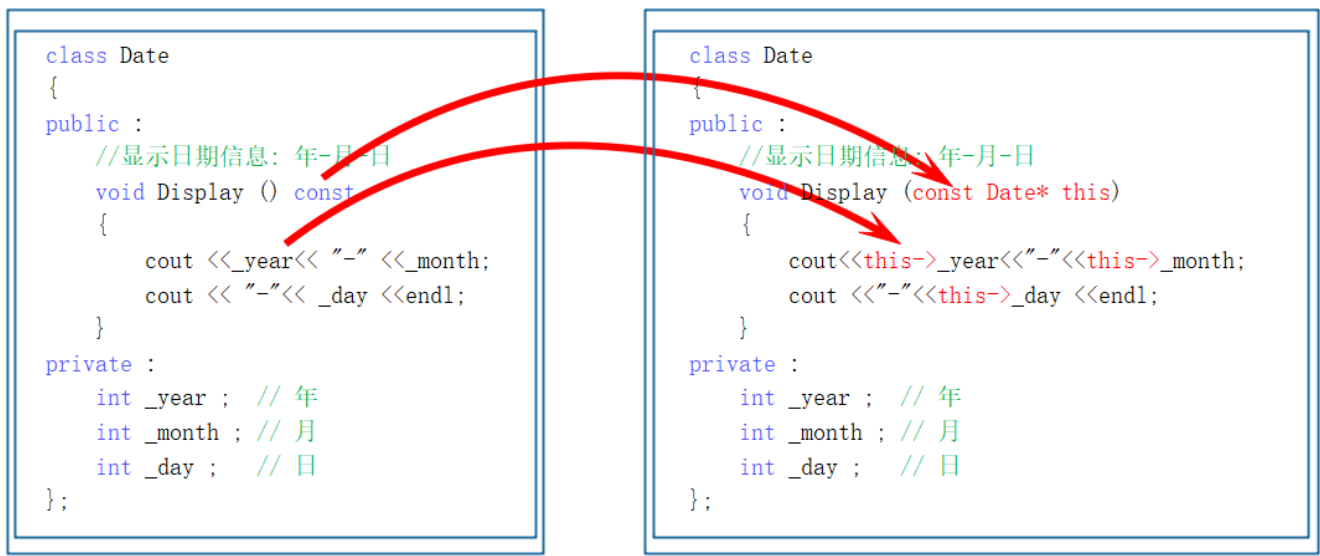 class Date
{
public :
//显示日期信息: 年-月-日
void Display () const
{
cout <<_year<< "-" <<_month;
cout << "-"<< _day <<endl;
}
private :
int _year ; // 年
int _month ; // 月
int _day ; // 日
};
class Date
{
public :
//显示日期信息: 年-月-日
void Display (const Date* this)
{
cout<<this->_year<<"-"<<this->_month;
cout <<"-"<<this->_day <<endl;
}
private :
int _year ; // 年
int _month ; // 月
int _day ; // 日
};